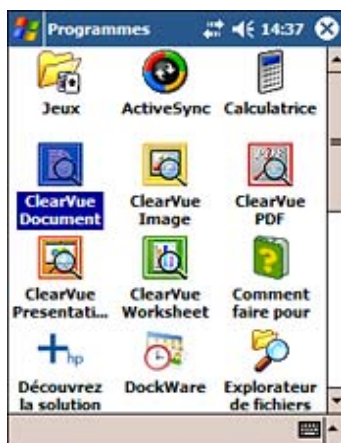 Programmes 14:37
Jeux ActiveSync Calculatrice
ClearVue ClearVue ClearVue
Document Image PDF
ClearVue ClearVue Comment
Presentati... Worksheet faire pour
hp
Découvrez DockWare Explorateur
la solution de fichiers